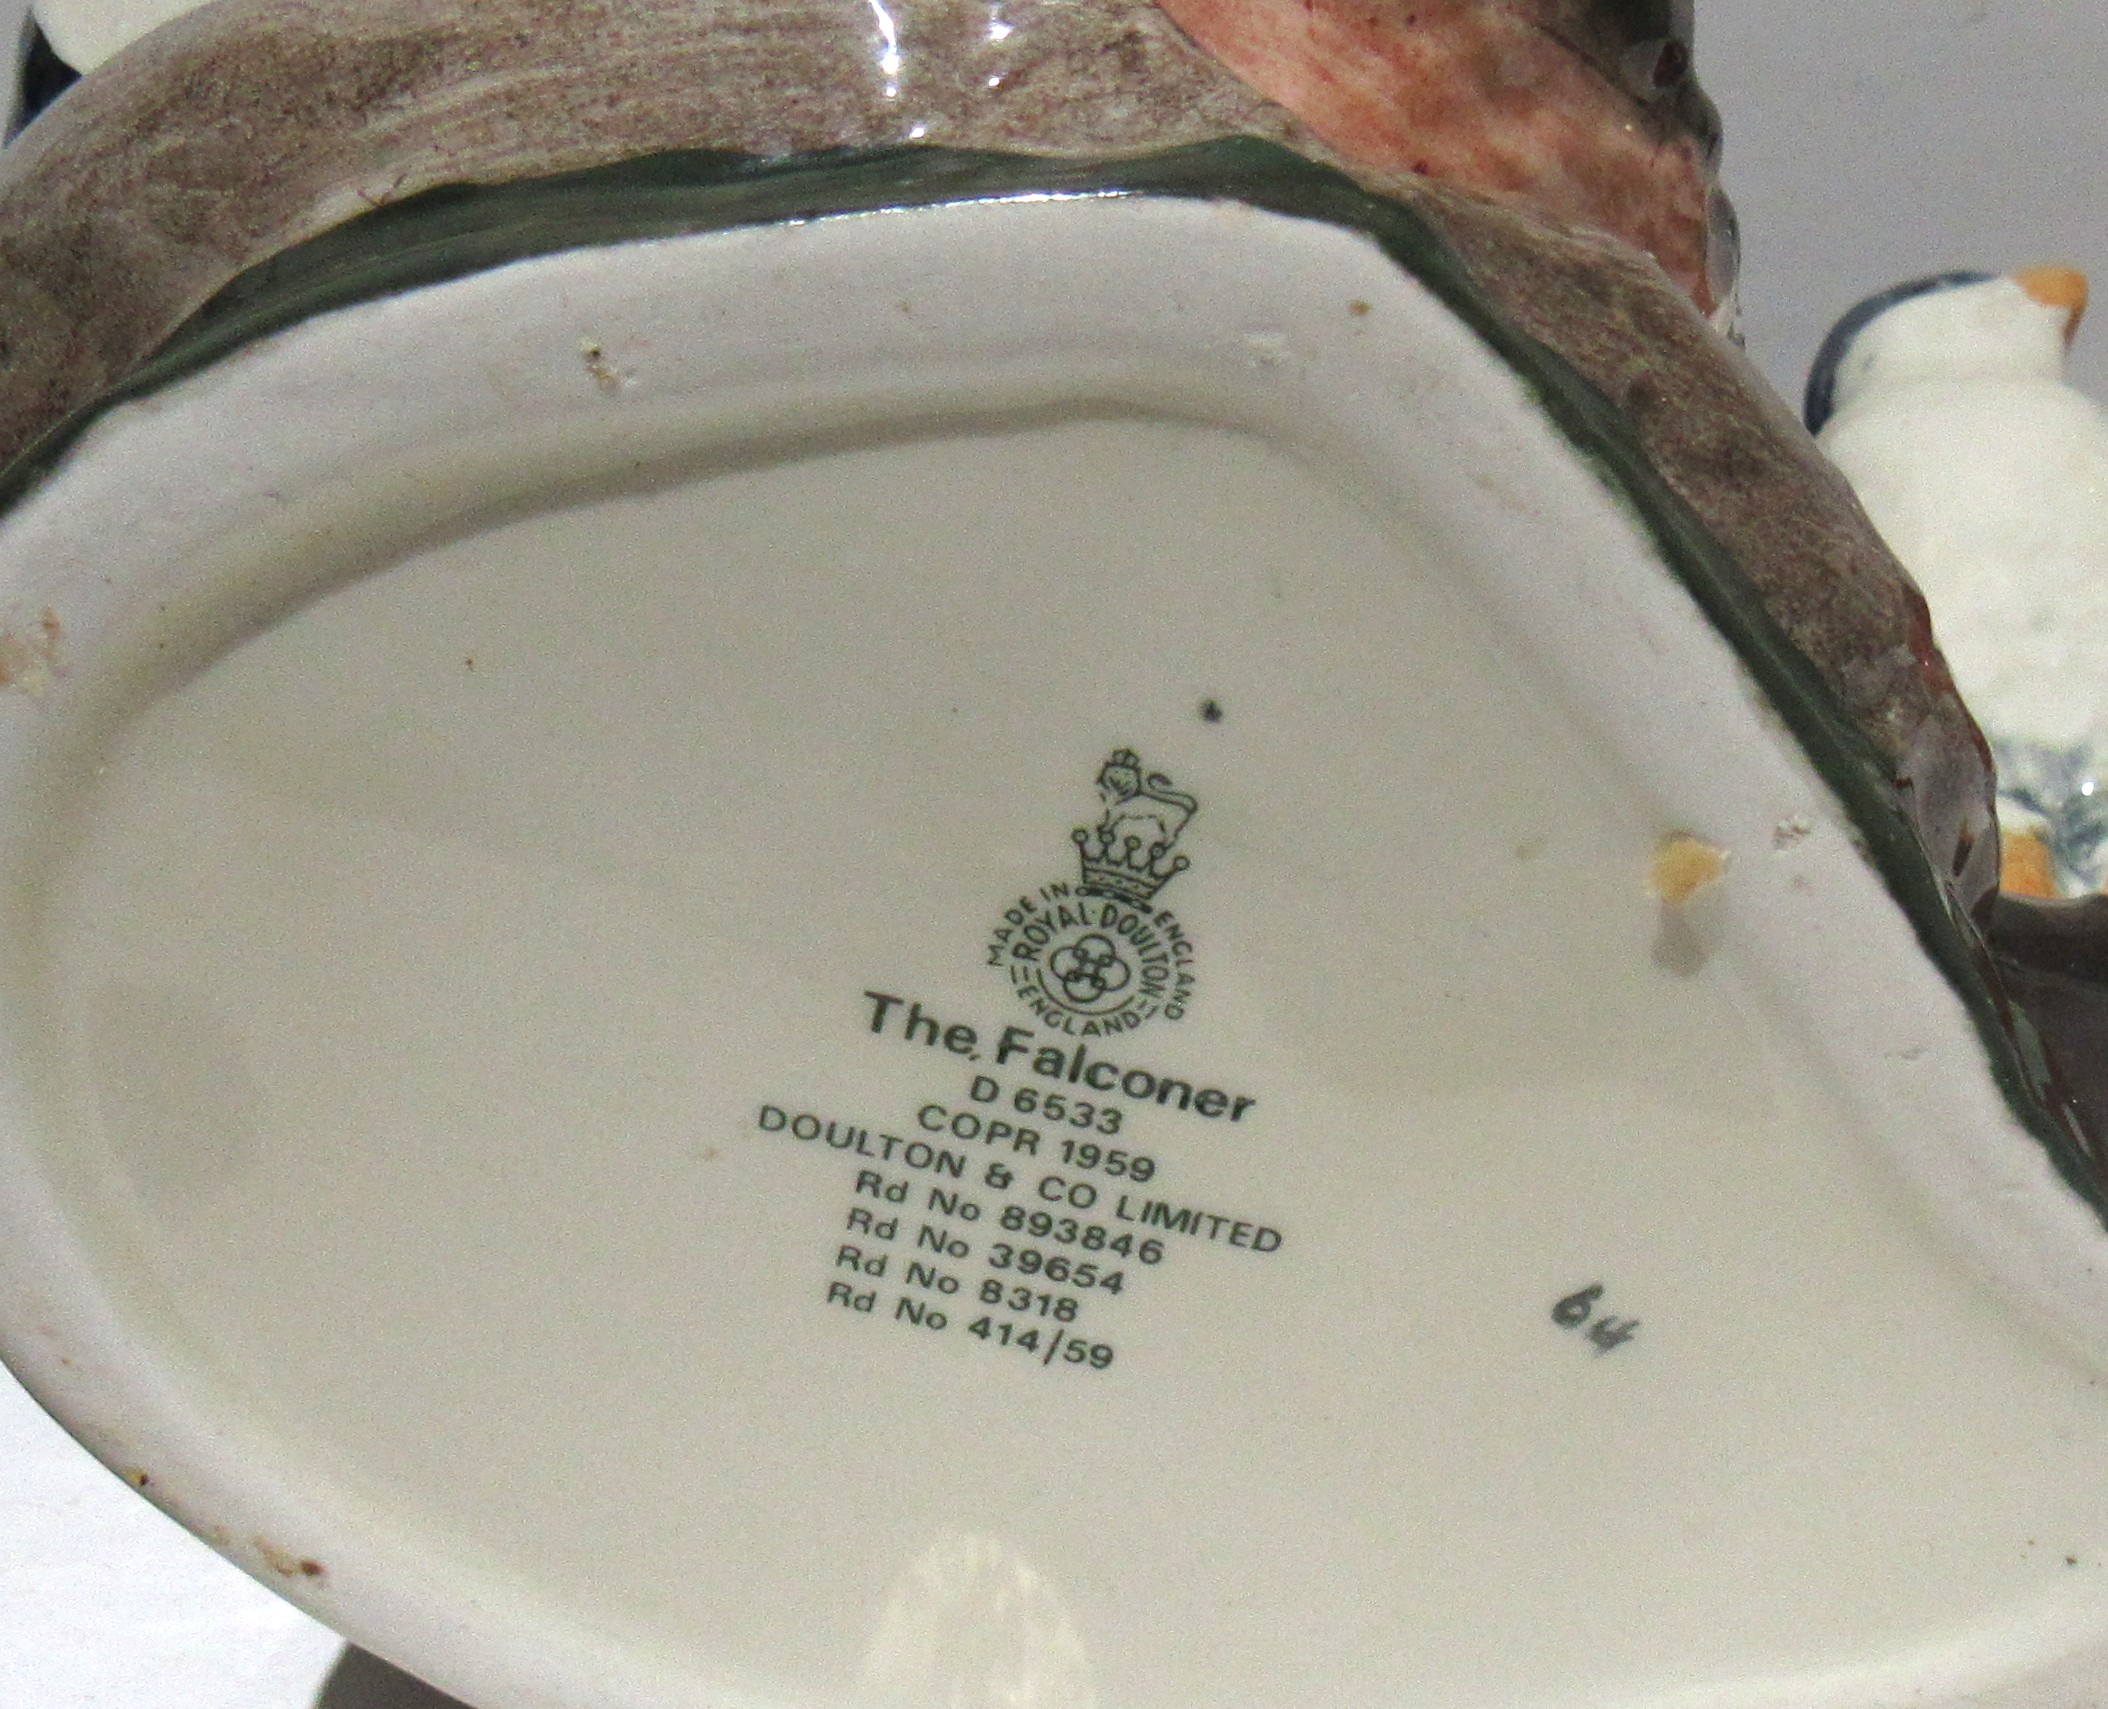 MADE IN ENGLAND
ROYAL·DOULTON
ENGLAND
The Falconer
D 6533
COPR 1959
DOULTON & CO LIMITED
Rd No 893846
Rd No 39654
Rd No 8318
Rd No 414/59